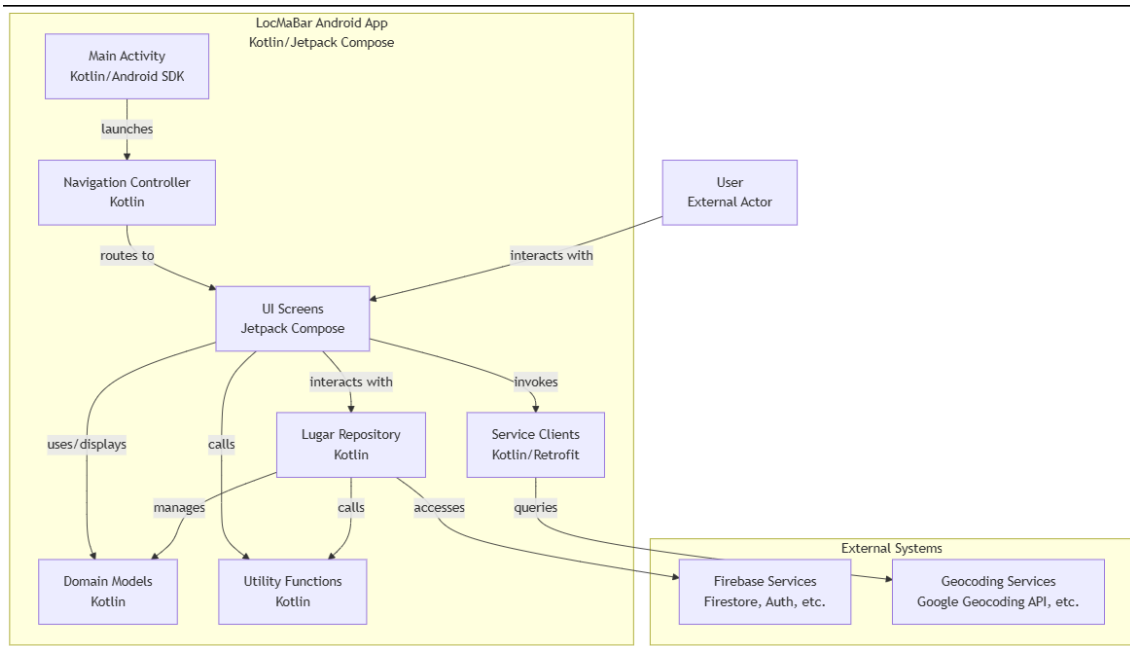 LocMaBar Android App
Kotlin/Jetpack Compose
Main Activity
Kotlin/Android SDK
launches
Navigation Controller
Kotlin
User
External Actor
routes to
interacts with
UI Screens
Jetpack Compose
interacts with
invokes
uses/displays
calls
Lugar Repository
Kotlin
Service Clients
Kotlin/Retrofit
manages
calls
accesses
queries
External Systems
Domain Models
Kotlin
Utility Functions
Kotlin
Firebase Services
Firestore, Auth, etc.
Geocoding Services
Google Geocoding API, etc.